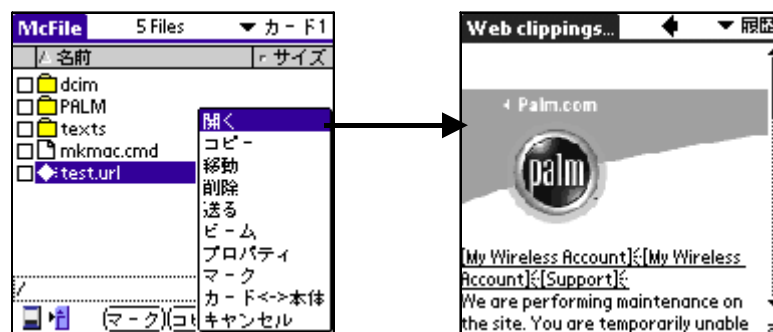 McFile 5 Files カード1
名前 サイズ
dcim
PALM
texts
mkmac.cmd
test.url
/
(マーク)
開く
コピー
移動
削除
送る
ビーム
プロパティ
マーク
カード<->本体
キャンセル
Web clippings... 履歴
Palm.com
palm
[My Wireless Account] [My Wireless
Account] [Support]
We are performing maintenance on
the site. You are temporarily unable